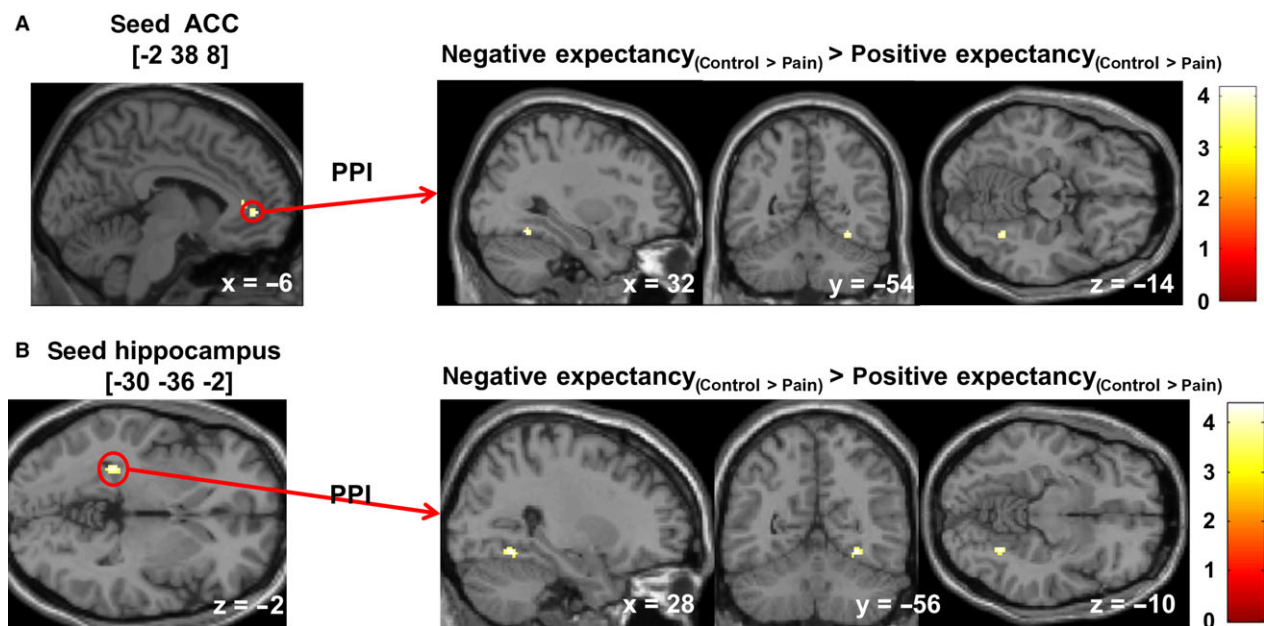 A
Seed ACC
[-2 38 8]
Negative expectancy(Control > Pain) > Positive expectancy(Control > Pain)
PPI
x = –6
x = 32
y = –54
z = –14
4
3
2
1
0
B
Seed hippocampus
[-30 -36 -2]
Negative expectancy(Control > Pain) > Positive expectancy(Control > Pain)
PPI
z = –2
x = 28
y = –56
z = –10
4
3
2
1
0